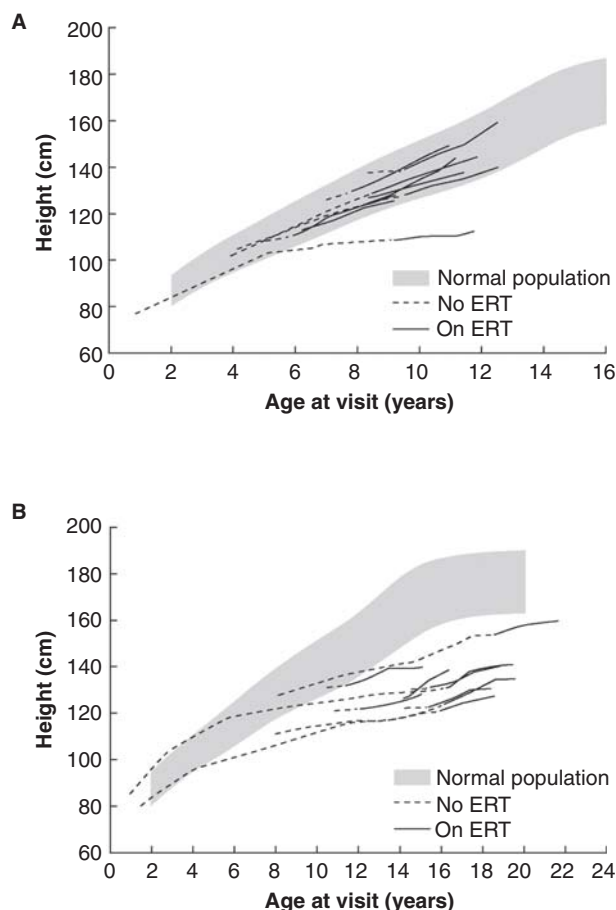 A
200
180
160
140
120
100
80
60
Height (cm)
Normal population
No ERT
On ERT
0 2 4 6 8 10 12 14 16
Age at visit (years)
B
200
180
160
140
120
100
80
60
Height (cm)
Normal population
No ERT
On ERT
0 2 4 6 8 10 12 14 16 18 20 22 24
Age at visit (years)